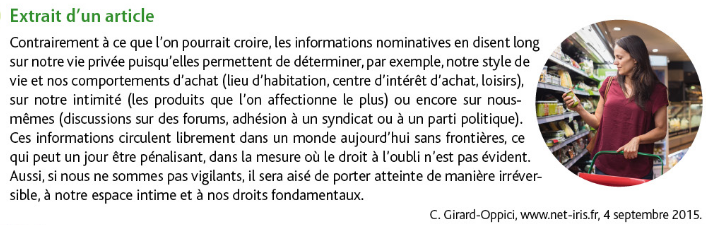 Extrait d'un article
Contrairement à ce que l'on pourrait croire, les informations nominatives en disent long
sur notre vie privée puisqu'elles permettent de déterminer, par exemple, notre style de
vie et nos comportements d'achat (lieu d'habitation, centre d'intérêt d'achat, loisirs),
sur notre intimité (les produits que l'on affectionne le plus) ou encore sur nous-
mêmes (discussions sur des forums, adhésion à un syndicat ou à un parti politique).
Ces informations circulent librement dans un monde aujourd'hui sans frontières, ce
qui peut un jour être pénalisant, dans la mesure où le droit à l'oubli n'est pas évident.
Aussi, si nous ne sommes pas vigilants, il sera aisé de porter atteinte de manière irréver-
sible, à notre espace intime et à nos droits fondamentaux.
C. Girard-Oppici, www.net-iris.fr, 4 septembre 2015.